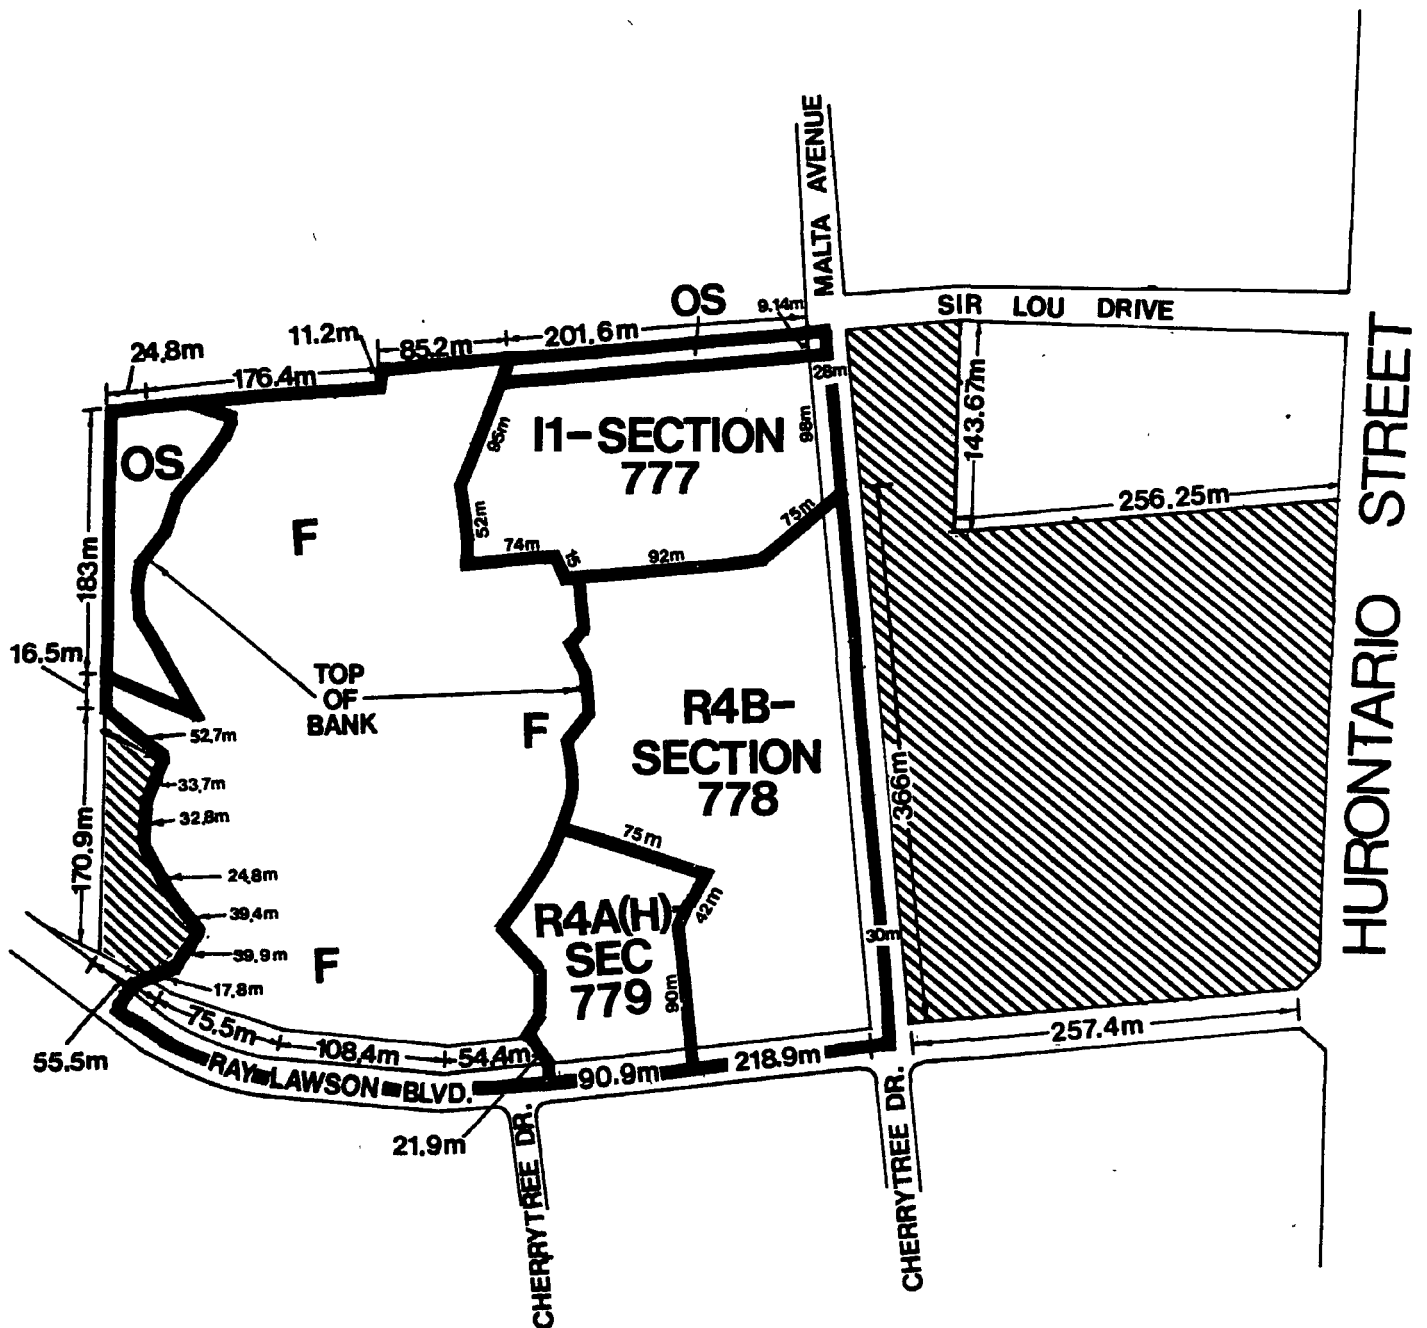 MALTA AVENUE
SIR LOU DRIVE
HURONTARIO STREET
OS
9.14m
201.6m
85.2m
11.2m
24.8m
176.4m
28m
143.67m
98m
95m
I1-SECTION
777
OS
256.25m
75m
52m
74m
92m
F
183m
16.5m
TOP
OF
BANK
R4B-
SECTION
778
F
52.7m
33.7m
32.8m
366m
170.9m
75m
24.8m
42m
39.4m
R4A(H)-
SEC
779
39.9m
30m
F
17.8m
90m
75.5m
257.4m
108.4m
54.4m
55.5m
90.9m
218.9m
RAY LAWSON BLVD.
21.9m
CHERRYTREE DR.
CHERRYTREE DR.